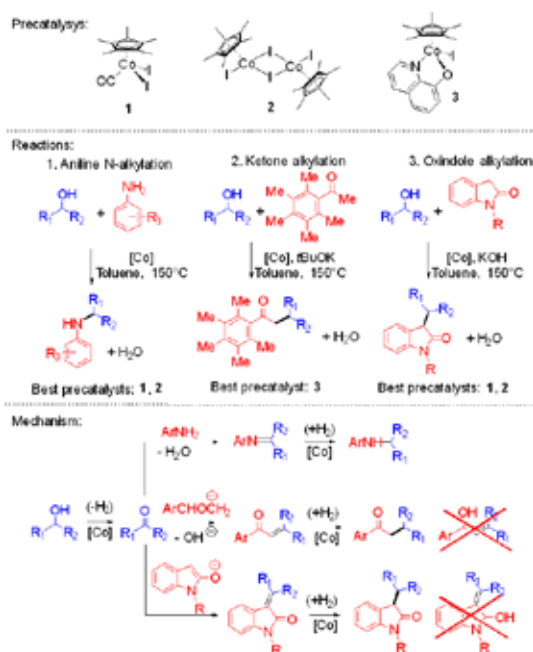 Precatalysys:
OC
Co
I
I
1
I
Co
I
I
Co
I
2
Co
I
N
O
3
Reactions:
1. Aniline N-alkylation
2. Ketone alkylation
3. Oxindole alkylation
OH
R1
R2
+
NH2
R3
OH
R1
R2
+
Me
Me
Me
Me
Me
O
Me
OH
R1
R2
+
N
O
R
[Co]
Toluene, 150°C
[Co], tBuOK
Toluene, 150°C
[Co], KOH
Toluene, 150°C
R1
HN
R2
R3
+H2O
Me
Me
Me
Me
Me
O
R1
R2
+ H2O
R1
R2
O
N
R
+ H2O
Best precatalysts: 1, 2
Best precatalyst: 3
Best precatalysts: 1, 2
Mechanism:
ArNH2
- H2O
ArN
R2
R1
(+H2)
[Co]
ArNH
R2
R1
OH
R1
R2
(-H2)
[Co]
O
R1
R2
- OH
O
Ar
R1
R2
(+H2)
[Co]
O
Ar
R1
R2
OH
Ar
R2
N
O
R
R1
R2
O
N
R
(+H2)
[Co]
R1
R2
O
N
R
R1
R2
OH
N
R